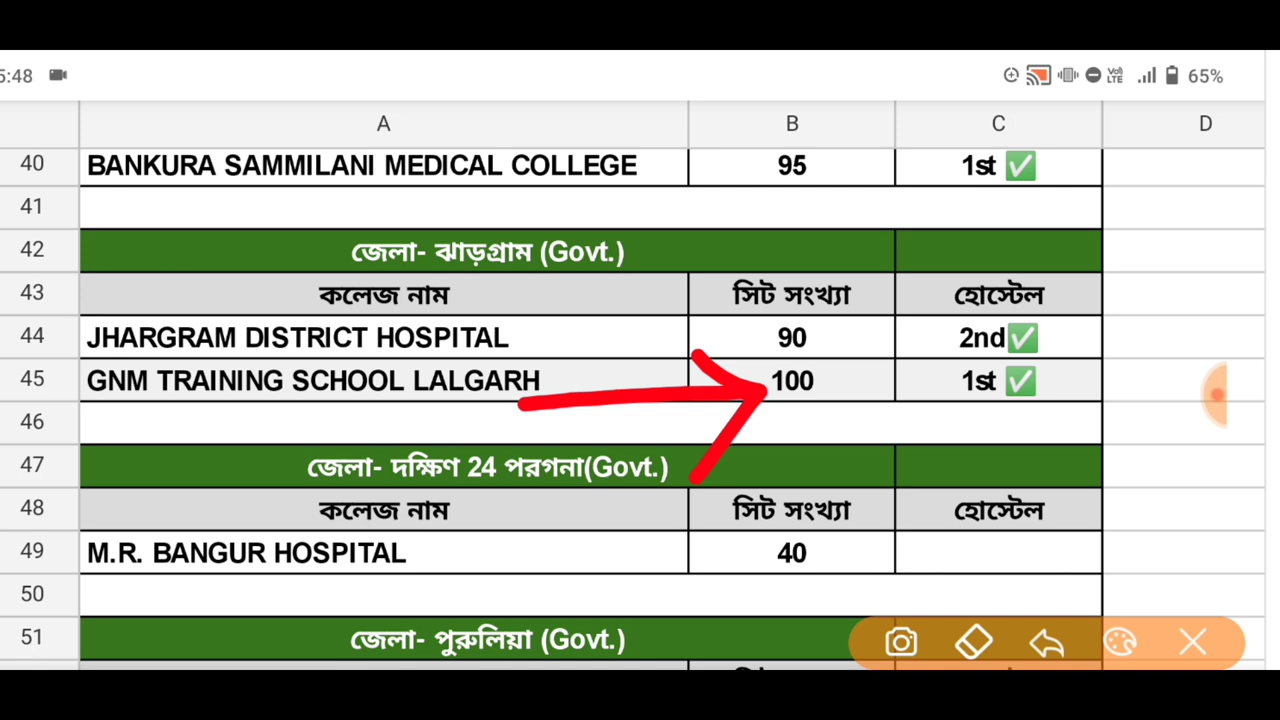 5:48 Vo) LTE 65%
A B C D
40 BANKURA SAMMILANI MEDICAL COLLEGE 95 1st ✅
41
42 জেলা- ঝাড়গ্রাম (Govt.)
43 কলেজ নাম সিট সংখ্যা হোস্টেল
44 JHARGRAM DISTRICT HOSPITAL 90 2nd✅
45 GNM TRAINING SCHOOL LALGARH 100 1st ✅
46
47 জেলা- দক্ষিণ 24 পরগনা(Govt.)
48 কলেজ নাম সিট সংখ্যা হোস্টেল
49 M.R. BANGUR HOSPITAL 40
50
51 জেলা- পুরুলিয়া (Govt.)